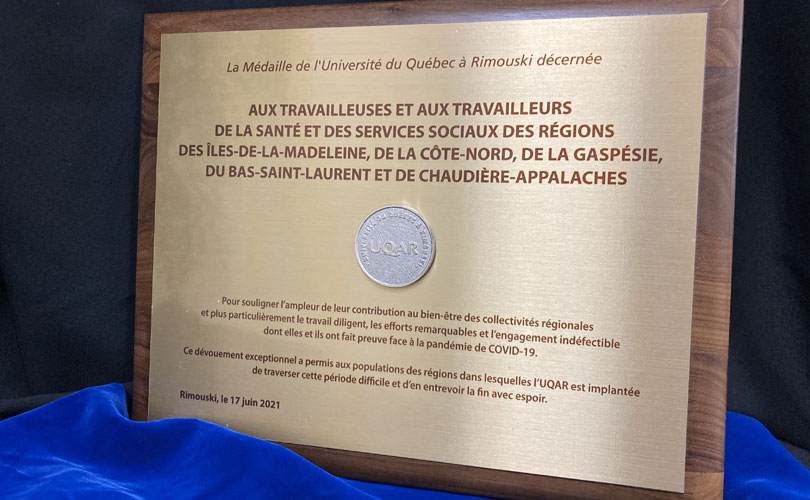 La Médaille de l'Université du Québec à Rimouski décernée
AUX TRAVAILLEUSES ET AUX TRAVAILLEURS
DE LA SANTÉ ET DES SERVICES SOCIAUX DES RÉGIONS
DES ÎLES-DE-LA-MADELEINE, DE LA CÔTE-NORD, DE LA GASPÉSIE,
DU BAS-SAINT-LAURENT ET DE CHAUDIÈRE-APPALACHES
UNIVERSITÉ DU QUÉBEC À RIMOUSKI
UQAR
Pour souligner l'ampleur de leur contribution au bien-être des collectivités régionales
et plus particulièrement le travail diligent, les efforts remarquables et l'engagement indéfectible
dont elles et ils ont fait preuve face à la pandémie de COVID-19.
Ce dévouement exceptionnel a permis aux populations des régions dans lesquelles l'UQAR est implantée
de traverser cette période difficile et d'en entrevoir la fin avec espoir.
Rimouski, le 17 juin 2021